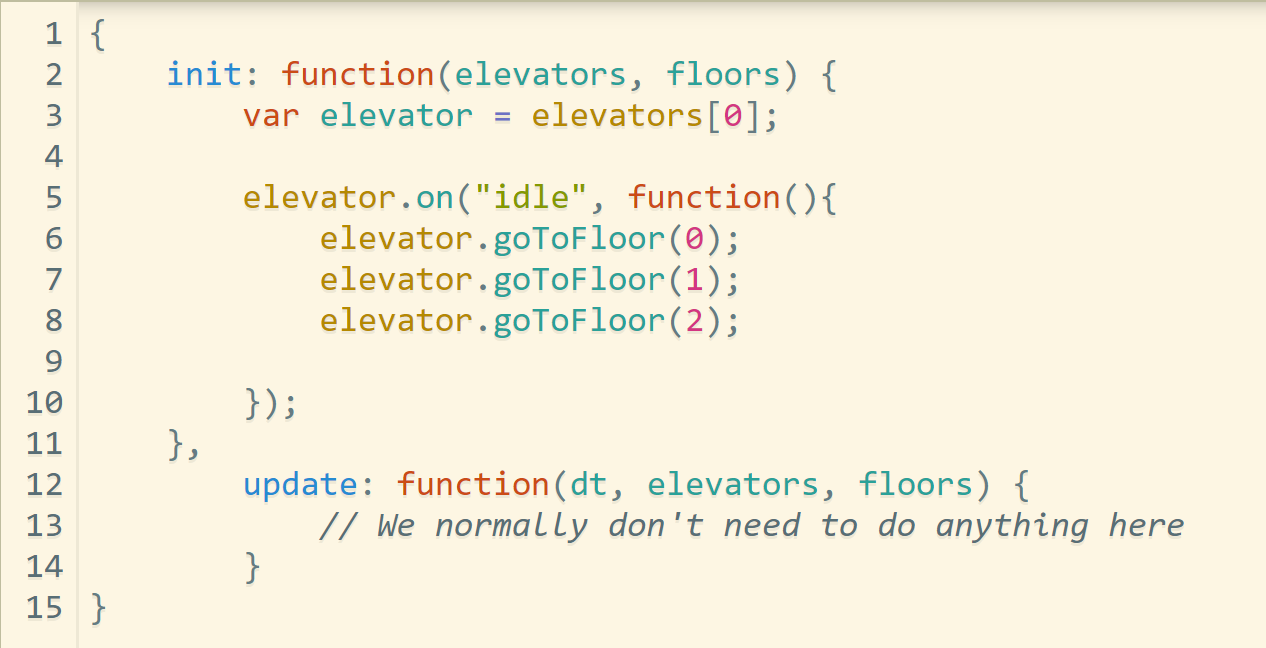 1 {
2     init: function(elevators, floors) {
3         var elevator = elevators[0];
4
5         elevator.on("idle", function(){
6             elevator.goToFloor(0);
7             elevator.goToFloor(1);
8             elevator.goToFloor(2);
9
10         });
11     },
12         update: function(dt, elevators, floors) {
13             // We normally don't need to do anything here
14         }
15 }